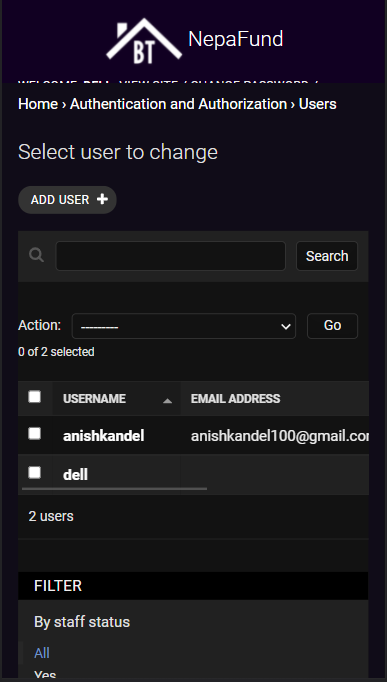 BT NepaFund
WELCOME, DELL. VIEW SITE / CHANGE PASSWORD /
Home › Authentication and Authorization › Users
Select user to change
ADD USER +
Search
Action: ---------
Go
0 of 2 selected
USERNAME EMAIL ADDRESS
anishkandel anishkandel100@gmail.co
dell
2 users
FILTER
By staff status
All
Yes